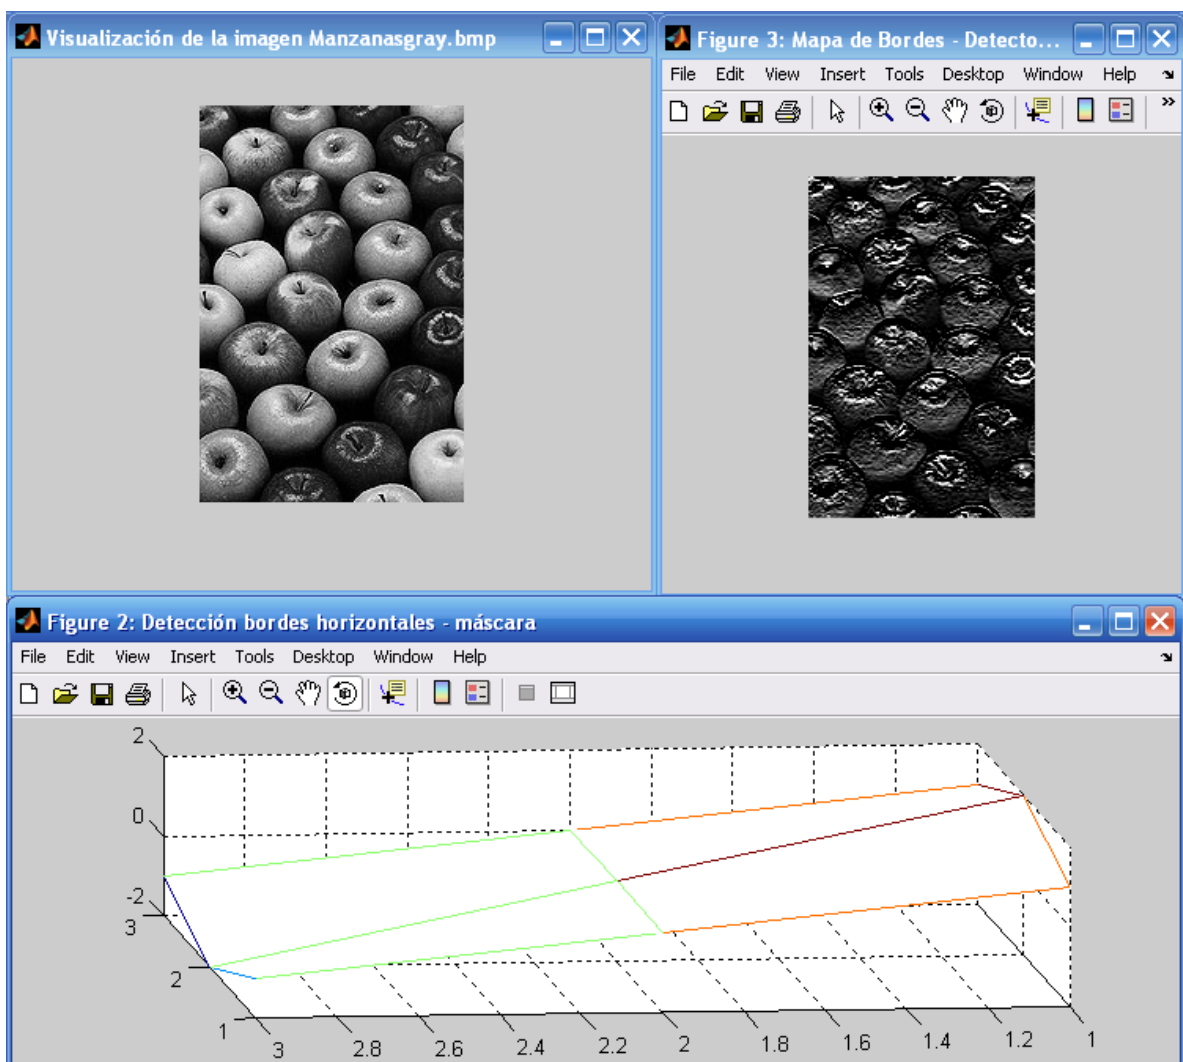 Visualización de la imagen Manzanasgray.bmp
Figure 3: Mapa de Bordes - Detecto...
File Edit View Insert Tools Desktop Window Help
Figure 2: Detección bordes horizontales - máscara
File Edit View Insert Tools Desktop Window Help
2
0
-2
3
2
1
3 2.8 2.6 2.4 2.2 2 1.8 1.6 1.4 1.2 1